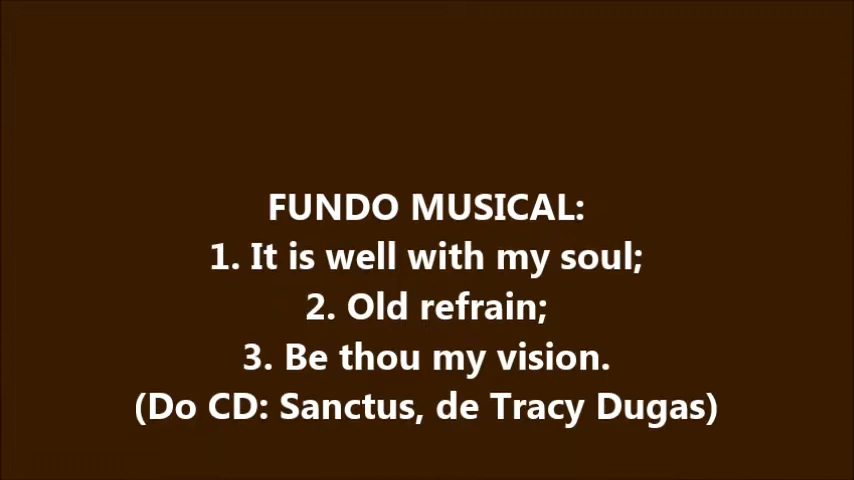 FUNDO MUSICAL:
1. It is well with my soul;
2. Old refrain;
3. Be thou my vision.
(Do CD: Sanctus, de Tracy Dugas)